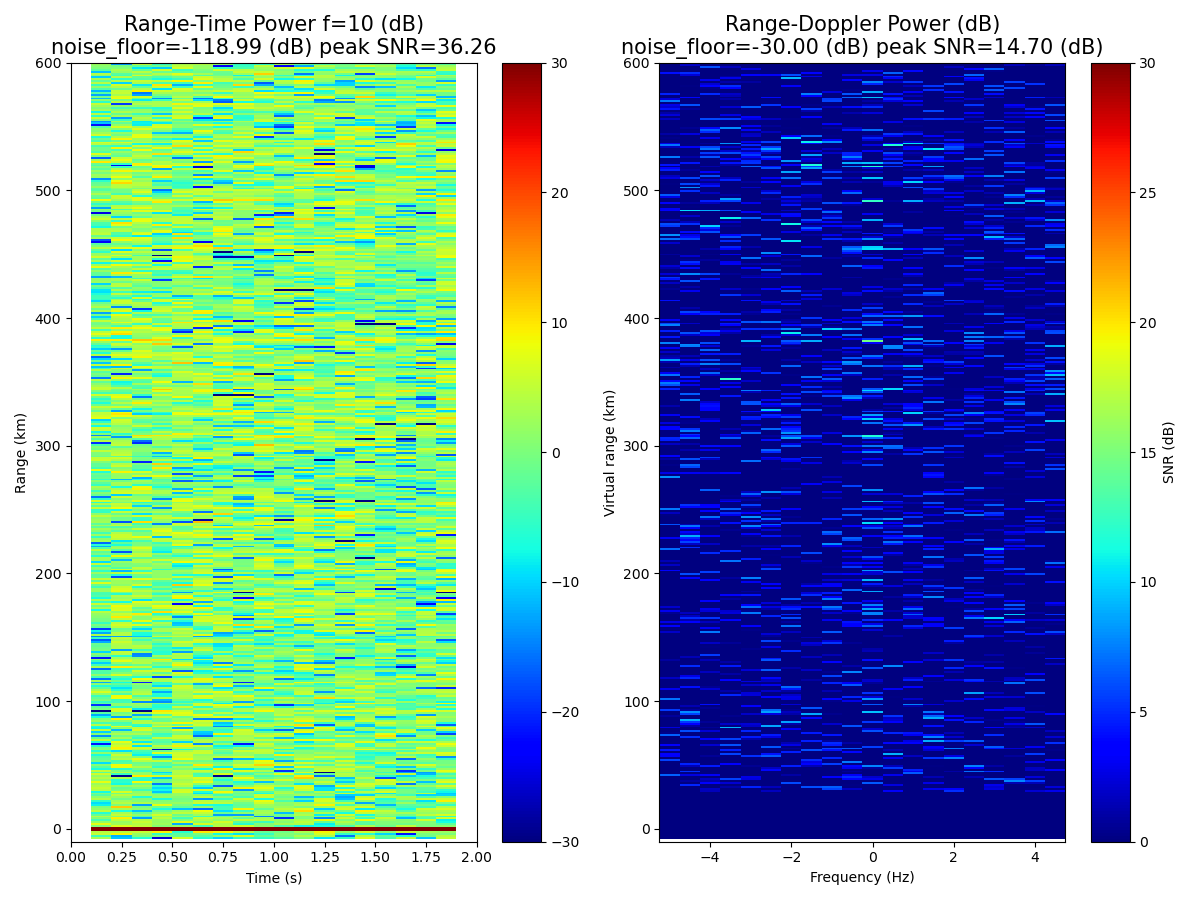 Range-Time Power f=10 (dB)
noise_floor=-118.99 (dB) peak SNR=36.26
600
500
400
300
200
100
0
Range (km)
0.00 0.25 0.50 0.75 1.00 1.25 1.50 1.75 2.00
Time (s)
30
20
10
0
−10
−20
−30
Range-Doppler Power (dB)
noise_floor=-30.00 (dB) peak SNR=14.70 (dB)
600
500
400
300
200
100
0
Virtual range (km)
−4 −2 0 2 4
Frequency (Hz)
30
25
20
15
10
5
0
SNR (dB)